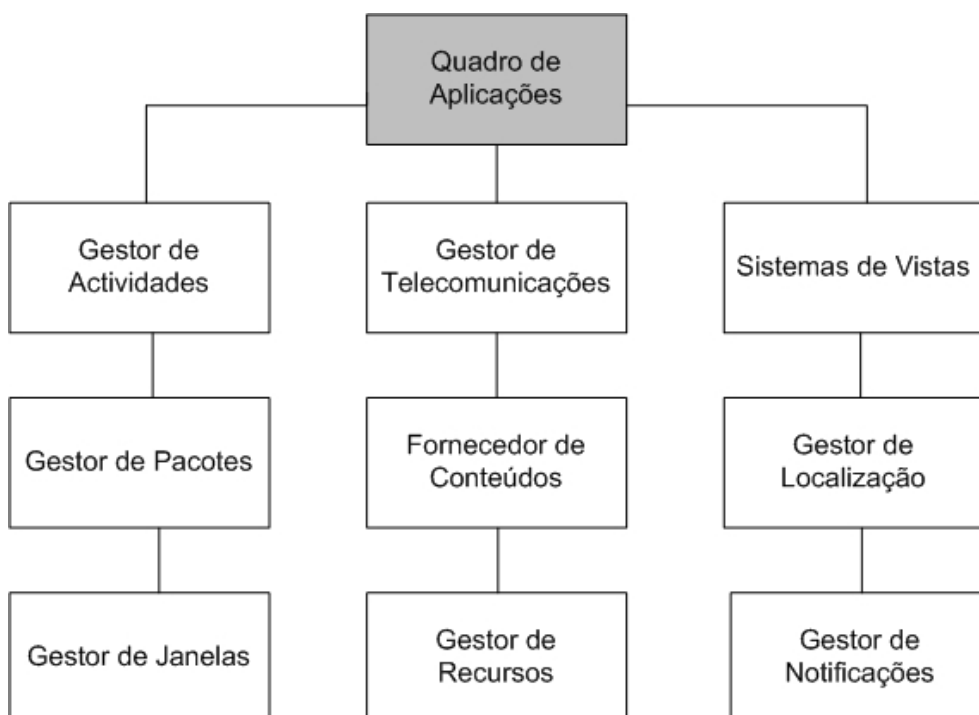 Quadro de
Aplicações
Gestor de
Actividades
Gestor de
Telecomunicações
Sistemas de Vistas
Gestor de Pacotes
Fornecedor de
Conteúdos
Gestor de
Localização
Gestor de Janelas
Gestor de
Recursos
Gestor de
Notificações